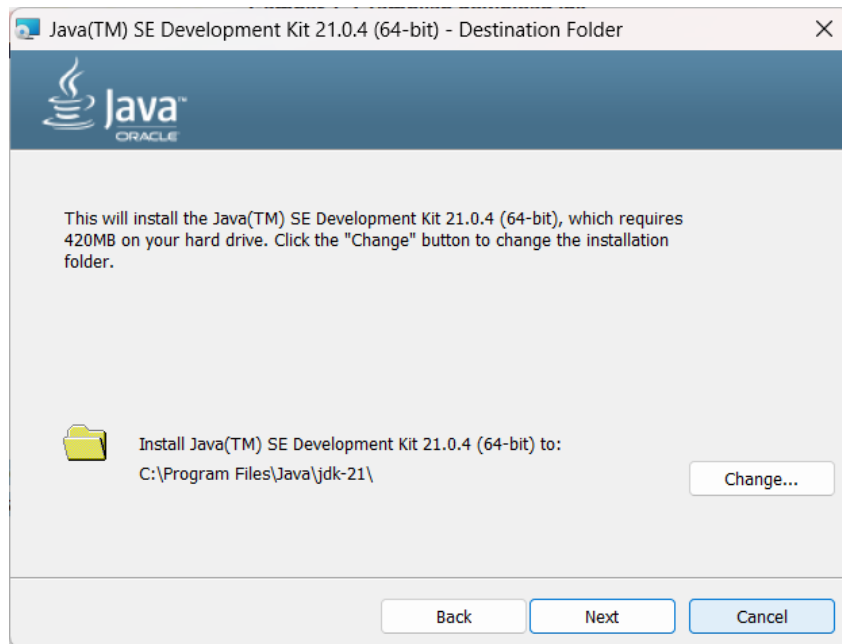 Java(TM) SE Development Kit 21.0.4 (64-bit) - Destination Folder
Java™
ORACLE
This will install the Java(TM) SE Development Kit 21.0.4 (64-bit), which requires
420MB on your hard drive. Click the "Change" button to change the installation
folder.
Install Java(TM) SE Development Kit 21.0.4 (64-bit) to:
C:\Program Files\Java\jdk-21\
Change...
Back
Next
Cancel